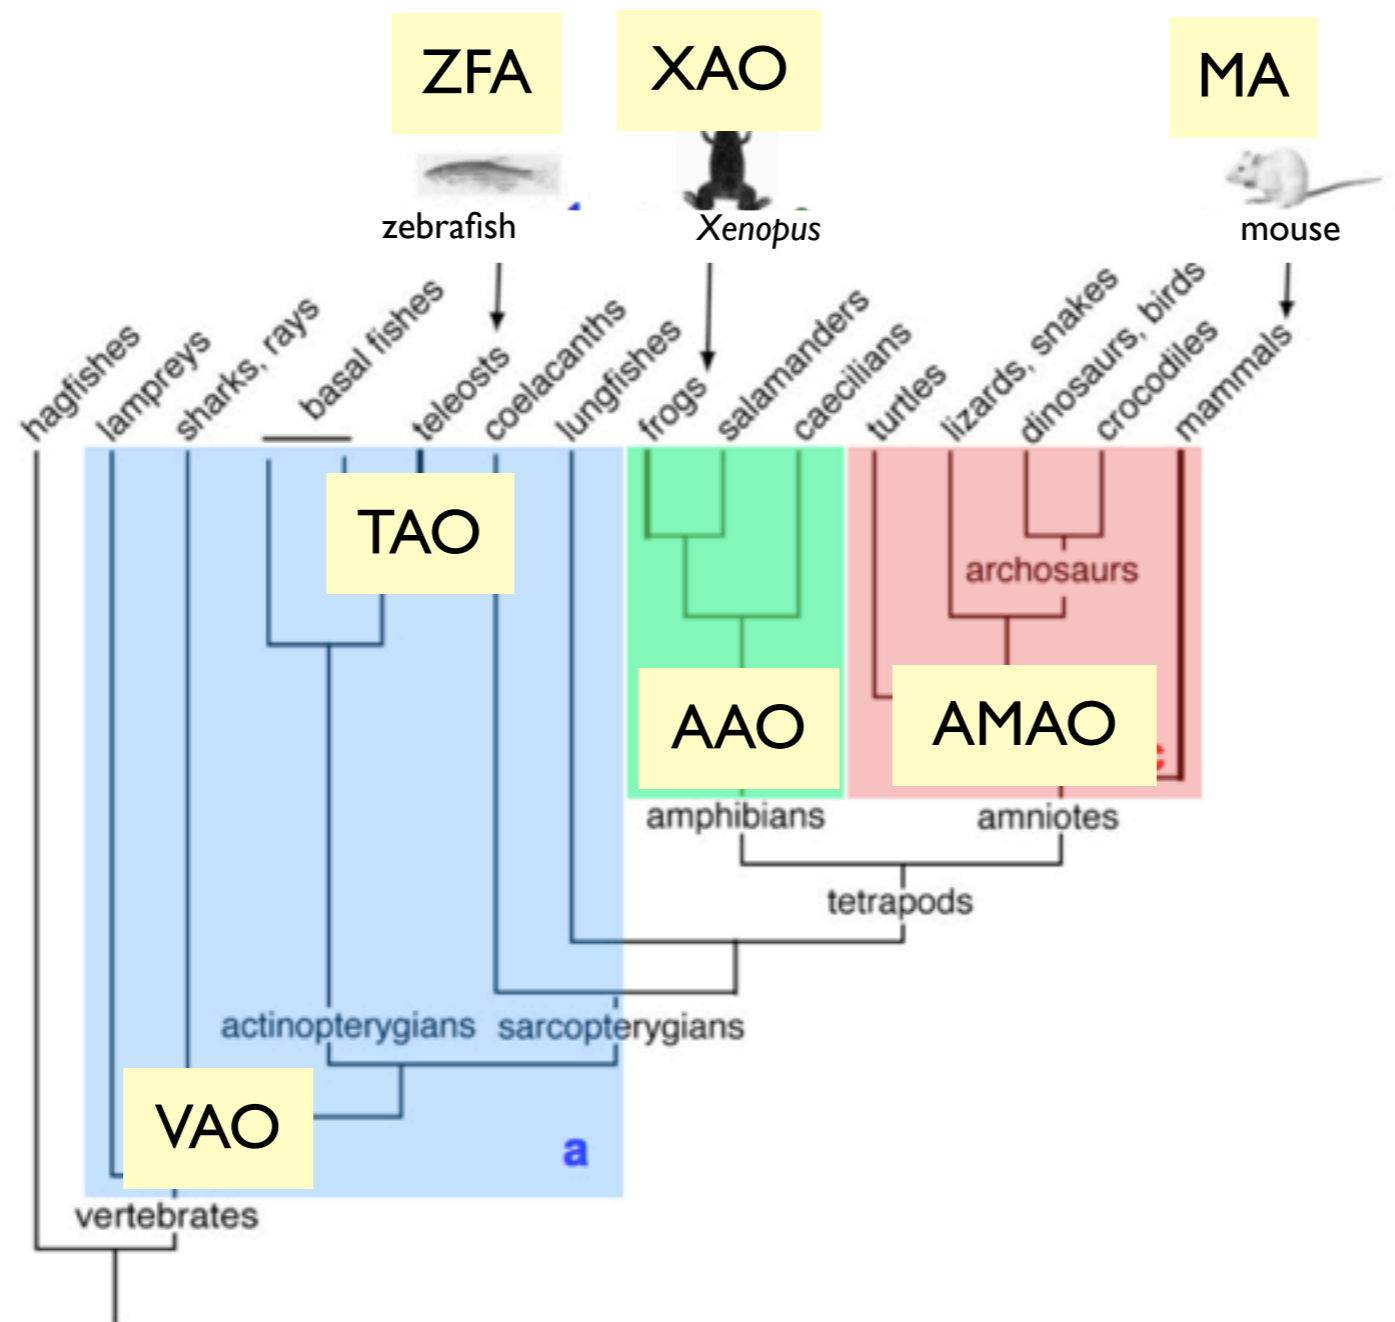 ZFA
XAO
MA
zebrafish
Xenopus
mouse
hagfishes
lampreys
sharks, rays
basal fishes
teleosts
coelacanths
lungfishes
frogs
salamanders
caecilians
turtles
lizards, snakes
dinosaurs, birds
crocodiles
mammals
TAO
archosaurs
AAO
AMAO
amphibians
amniotes
tetrapods
actinopterygians
sarcopterygians
VAO
a
vertebrates